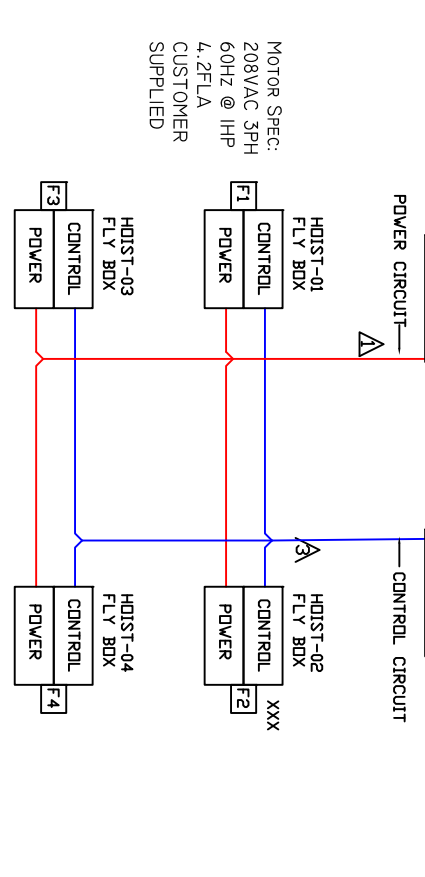 MOTOR SPEC:
208VAC 3PH
60Hz @ 1HP
4.2FLA
CUSTOMER
SUPPLIED
POWER CIRCUIT
CONTROL CIRCUIT
1
3
HOIST-01
FLY BOX
CONTROL
POWER
F1
HOIST-02
FLY BOX
CONTROL
POWER
F2
XXX
HOIST-03
FLY BOX
CONTROL
POWER
F3
HOIST-04
FLY BOX
CONTROL
POWER
F4